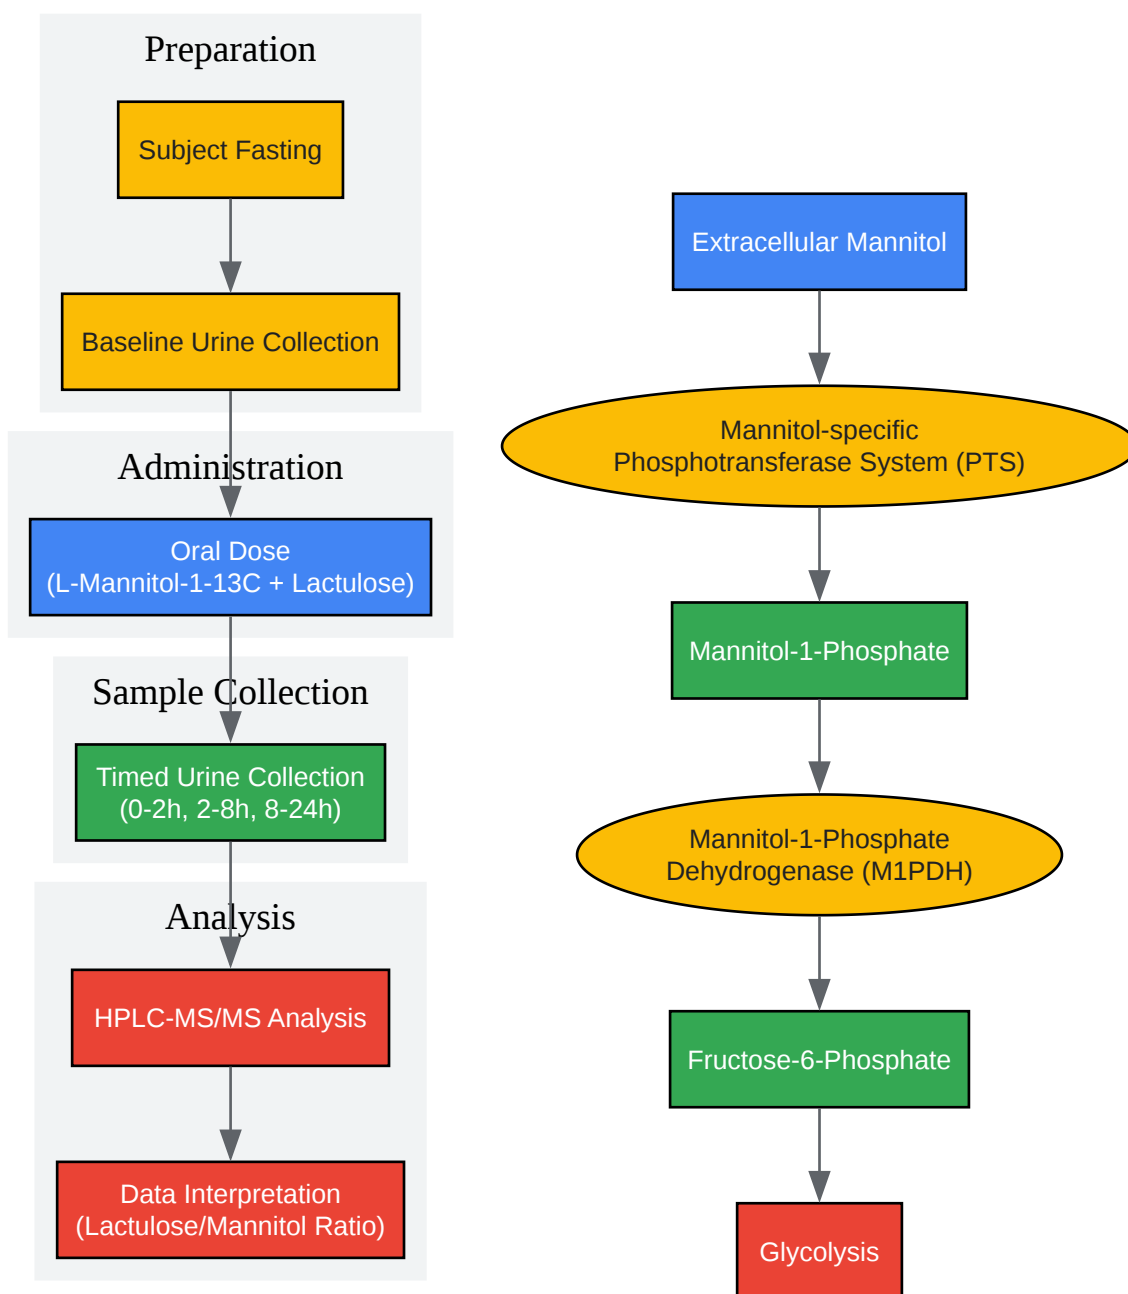 Preparation
Subject Fasting
Baseline Urine Collection
Administration
Oral Dose
(L-Mannitol-1-13C + Lactulose)
Sample Collection
Timed Urine Collection
(0-2h, 2-8h, 8-24h)
Analysis
HPLC-MS/MS Analysis
Data Interpretation
(Lactulose/Mannitol Ratio)
Extracellular Mannitol
Mannitol-specific
Phosphotransferase System (PTS)
Mannitol-1-Phosphate
Mannitol-1-Phosphate
Dehydrogenase (M1PDH)
Fructose-6-Phosphate
Glycolysis